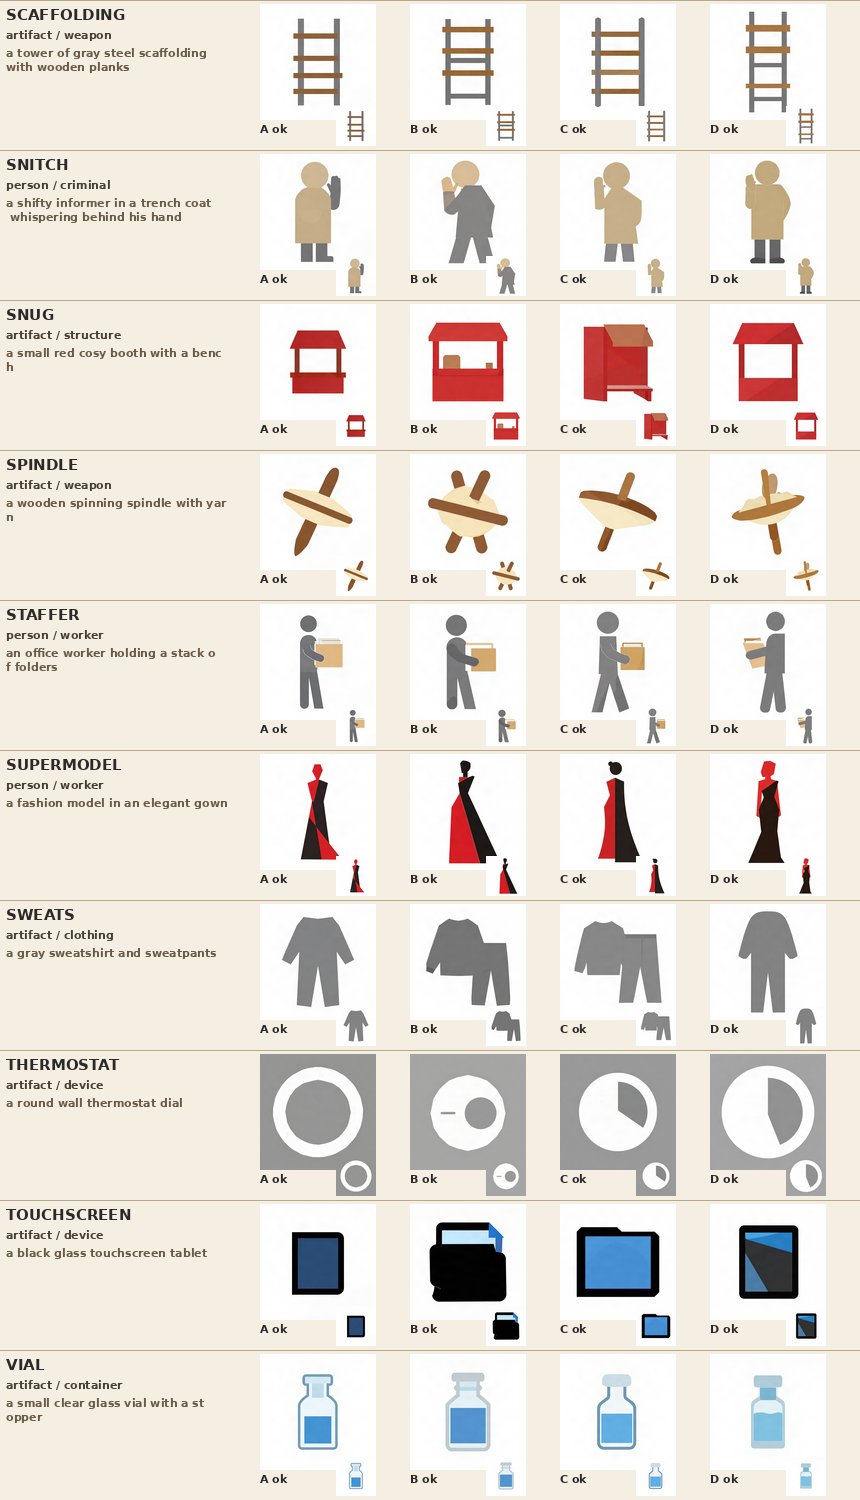 SCAFFOLDING
artifact / weapon
a tower of gray steel scaffolding
with wooden planks
A ok
B ok
C ok
D ok
SNITCH
person / criminal
a shifty informer in a trench coat
whispering behind his hand
A ok
B ok
C ok
D ok
SNUG
artifact / structure
a small red cosy booth with a benc
h
A ok
B ok
C ok
D ok
SPINDLE
artifact / weapon
a wooden spinning spindle with yar
n
A ok
B ok
C ok
D ok
STAFFER
person / worker
an office worker holding a stack o
f folders
A ok
B ok
C ok
D ok
SUPERMODEL
person / worker
a fashion model in an elegant gown
A ok
B ok
C ok
D ok
SWEATS
artifact / clothing
a gray sweatshirt and sweatpants
A ok
B ok
C ok
D ok
THERMOSTAT
artifact / device
a round wall thermostat dial
A ok
B ok
C ok
D ok
TOUCHSCREEN
artifact / device
a black glass touchscreen tablet
A ok
B ok
C ok
D ok
VIAL
artifact / container
a small clear glass vial with a st
opper
A ok
B ok
C ok
D ok